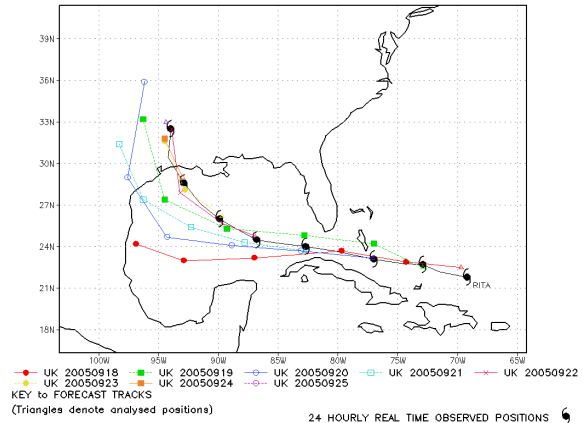 39N
36N
33N
30N
27N
24N
21N
18N
RITA
100W 95W 90W 85W 80W 75W 70W 65W
UK 20050918 UK 20050919 UK 20050920 UK 20050921 UK 20050922
UK 20050923 UK 20050924 UK 20050925
KEY to FORECAST TRACKS
(Triangles denote analysed positions)
24 HOURLY REAL TIME OBSERVED POSITIONS